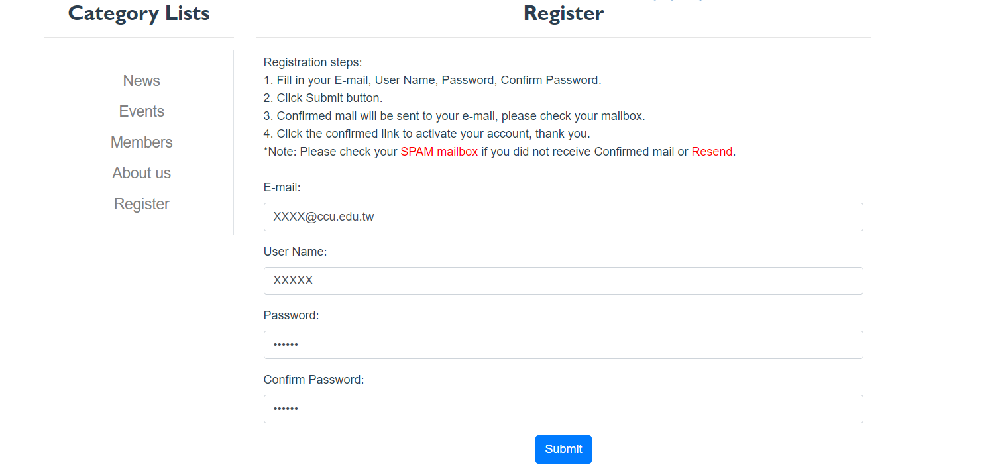 Category Lists
News
Events
Members
About us
Register
Register
Registration steps:
1. Fill in your E-mail, User Name, Password, Confirm Password.
2. Click Submit button.
3. Confirmed mail will be sent to your e-mail, please check your mailbox.
4. Click the confirmed link to activate your account, thank you.
*Note: Please check your SPAM mailbox if you did not receive Confirmed mail or Resend.
E-mail:
XXXX@ccu.edu.tw
User Name:
XXXXX
Password:
••••••
Confirm Password:
••••••
Submit